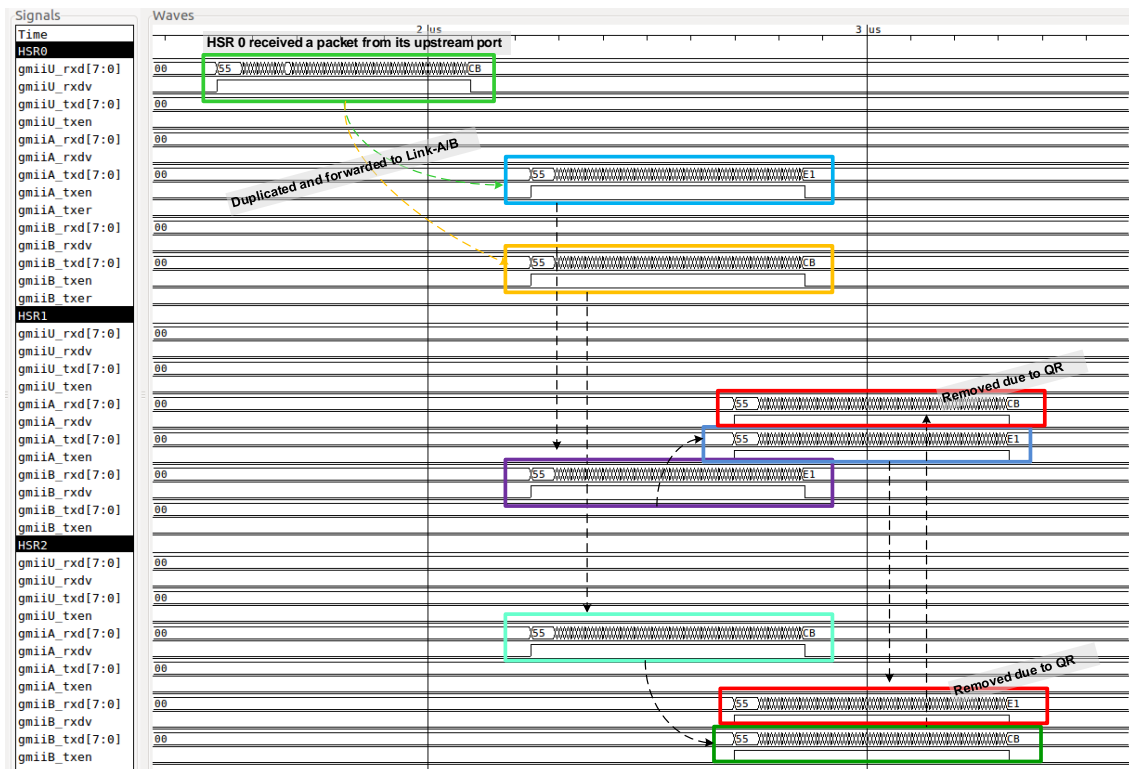 Signals Waves
Time 2 us 3 us
HSR0 HSR 0 received a packet from its upstream port
gmiiU_rxd[7:0] 00 55 CB
gmiiU_rxdv
gmiiU_txd[7:0] 00
gmiiU_txen
gmiiA_rxd[7:0] 00
gmiiA_rxdv
Duplicated and forwarded to Link-A/B
gmiiA_txd[7:0] 00 55 E1
gmiiA_txen
gmiiA_txer
gmiiB_rxd[7:0] 00
gmiiB_rxdv
gmiiB_txd[7:0] 00 55 CB
gmiiB_txen
gmiiB_txer
HSR1
gmiiU_rxd[7:0] 00
gmiiU_rxdv
gmiiU_txd[7:0] 00
gmiiU_txen
Removed due to QR
gmiiA_rxd[7:0] 00 55 CB
gmiiA_rxdv
gmiiA_txd[7:0] 00 55 E1
gmiiA_txen
gmiiB_rxd[7:0] 00 55 E1
gmiiB_rxdv
gmiiB_txd[7:0] 00
gmiiB_txen
HSR2
gmiiU_rxd[7:0] 00
gmiiU_rxdv
gmiiU_txd[7:0] 00
gmiiU_txen
gmiiA_rxd[7:0] 00 55 CB
gmiiA_rxdv
gmiiA_txd[7:0] 00
gmiiA_txen
Removed due to QR
gmiiB_rxd[7:0] 00 55 E1
gmiiB_rxdv
gmiiB_txd[7:0] 00 55 CB
gmiiB_txen